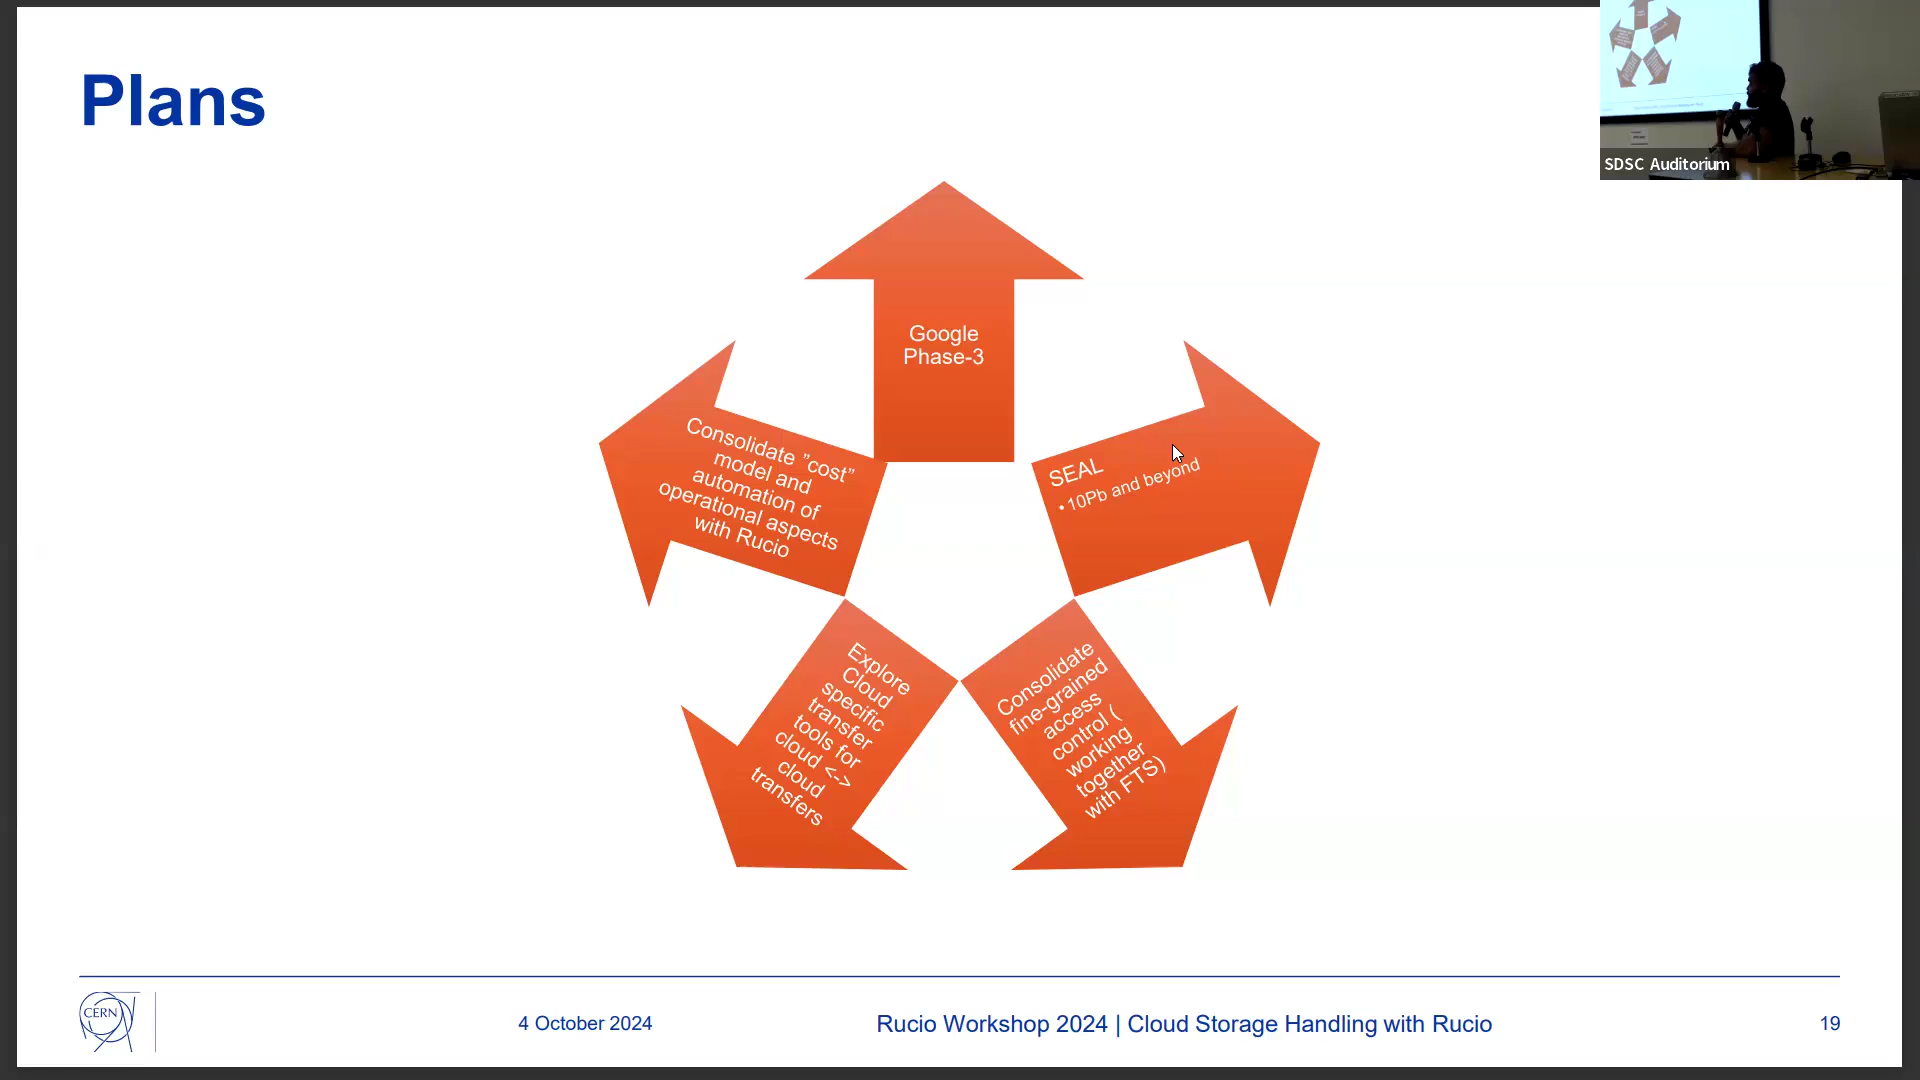 Plans
SDSC Auditorium
Google
Phase-3
SEAL
• 10Pb and beyond
Consolidate
fine-grained
access
control (
working
together
with FTS)
Explore
Cloud
specific
transfer
tools for
cloud <->
cloud
transfers
Consolidate ”cost”
model and
automation of
operational aspects
with Rucio
CERN
4 October 2024
Rucio Workshop 2024 | Cloud Storage Handling with Rucio
19